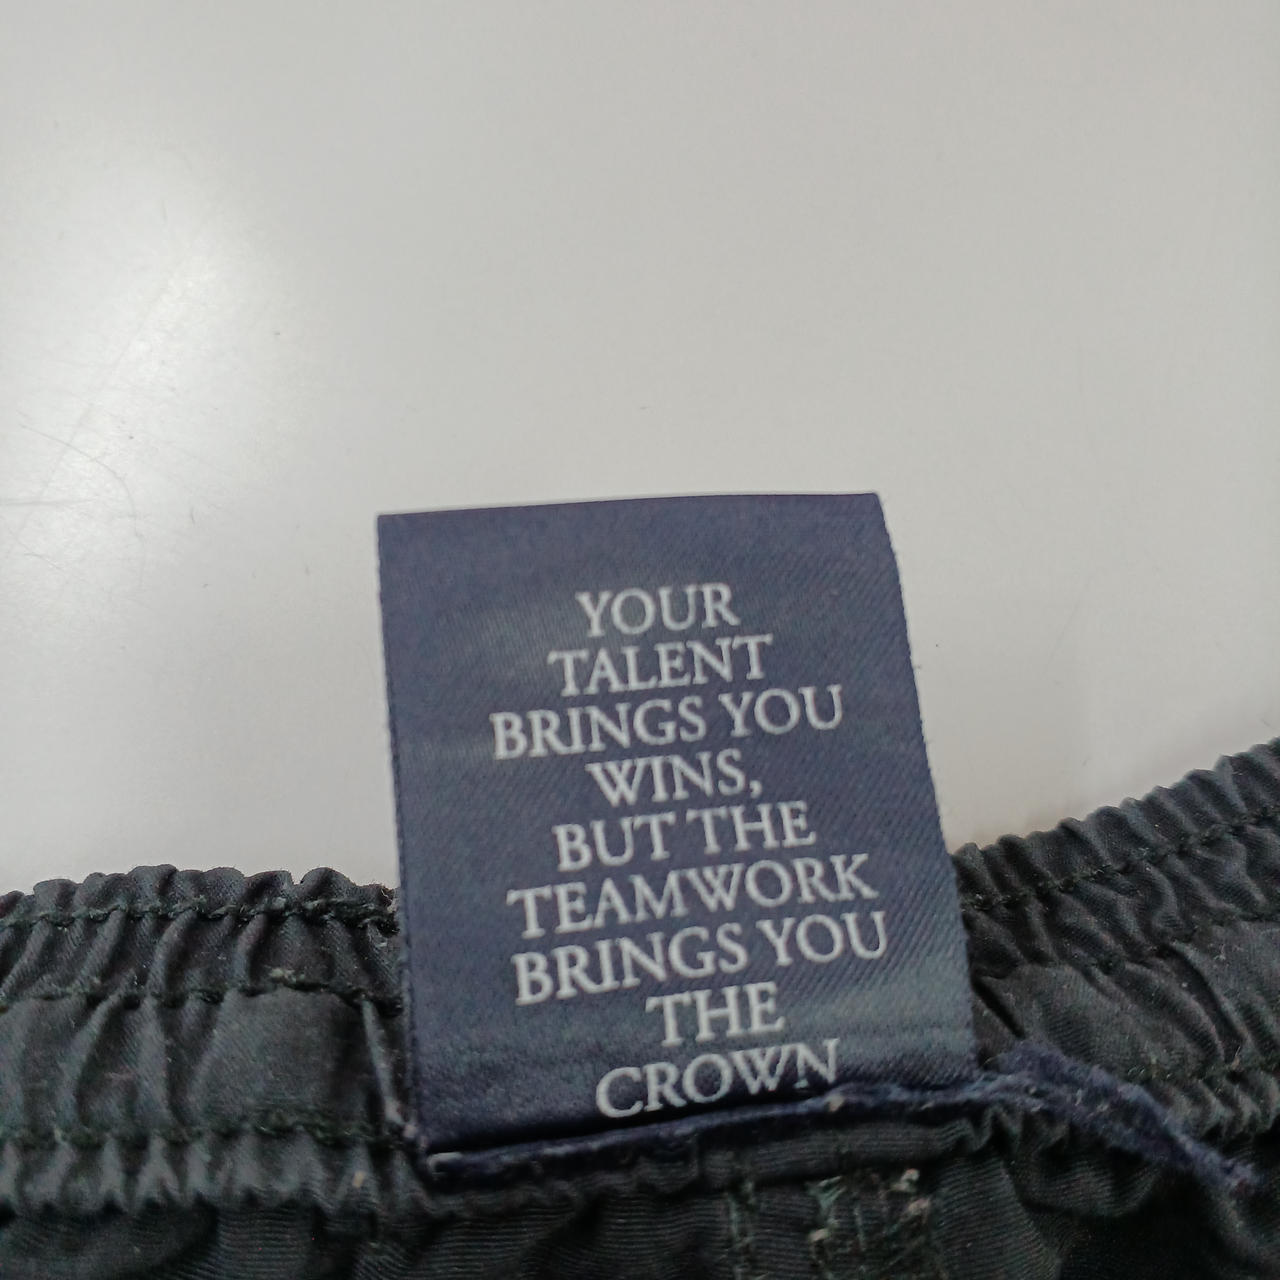 YOUR
TALENT
BRINGS YOU
WINS,
BUT THE
TEAMWORK
BRINGS YOU
THE
CROWN